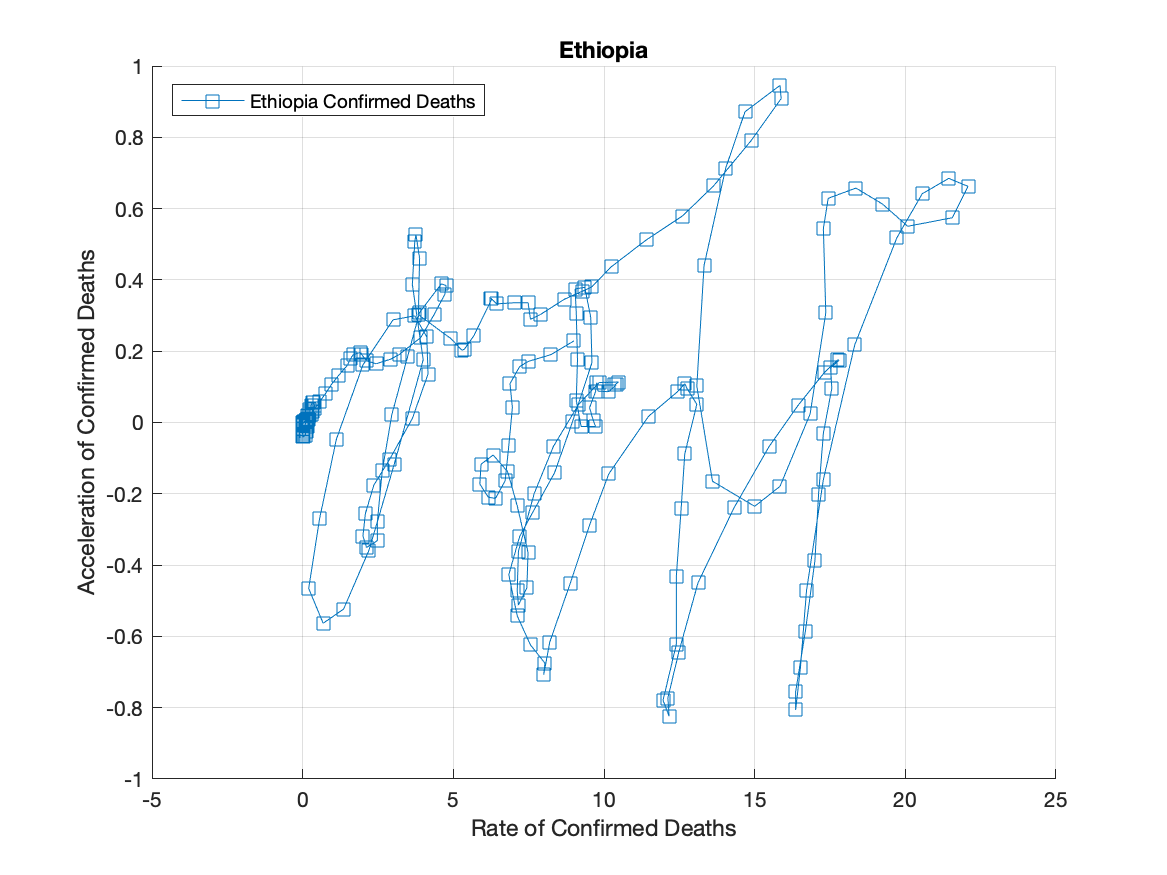 Ethiopia
Ethiopia Confirmed Deaths
1
0.8
0.6
0.4
0.2
0
-0.2
-0.4
-0.6
-0.8
-1
Acceleration of Confirmed Deaths
-5 0 5 10 15 20 25
Rate of Confirmed Deaths